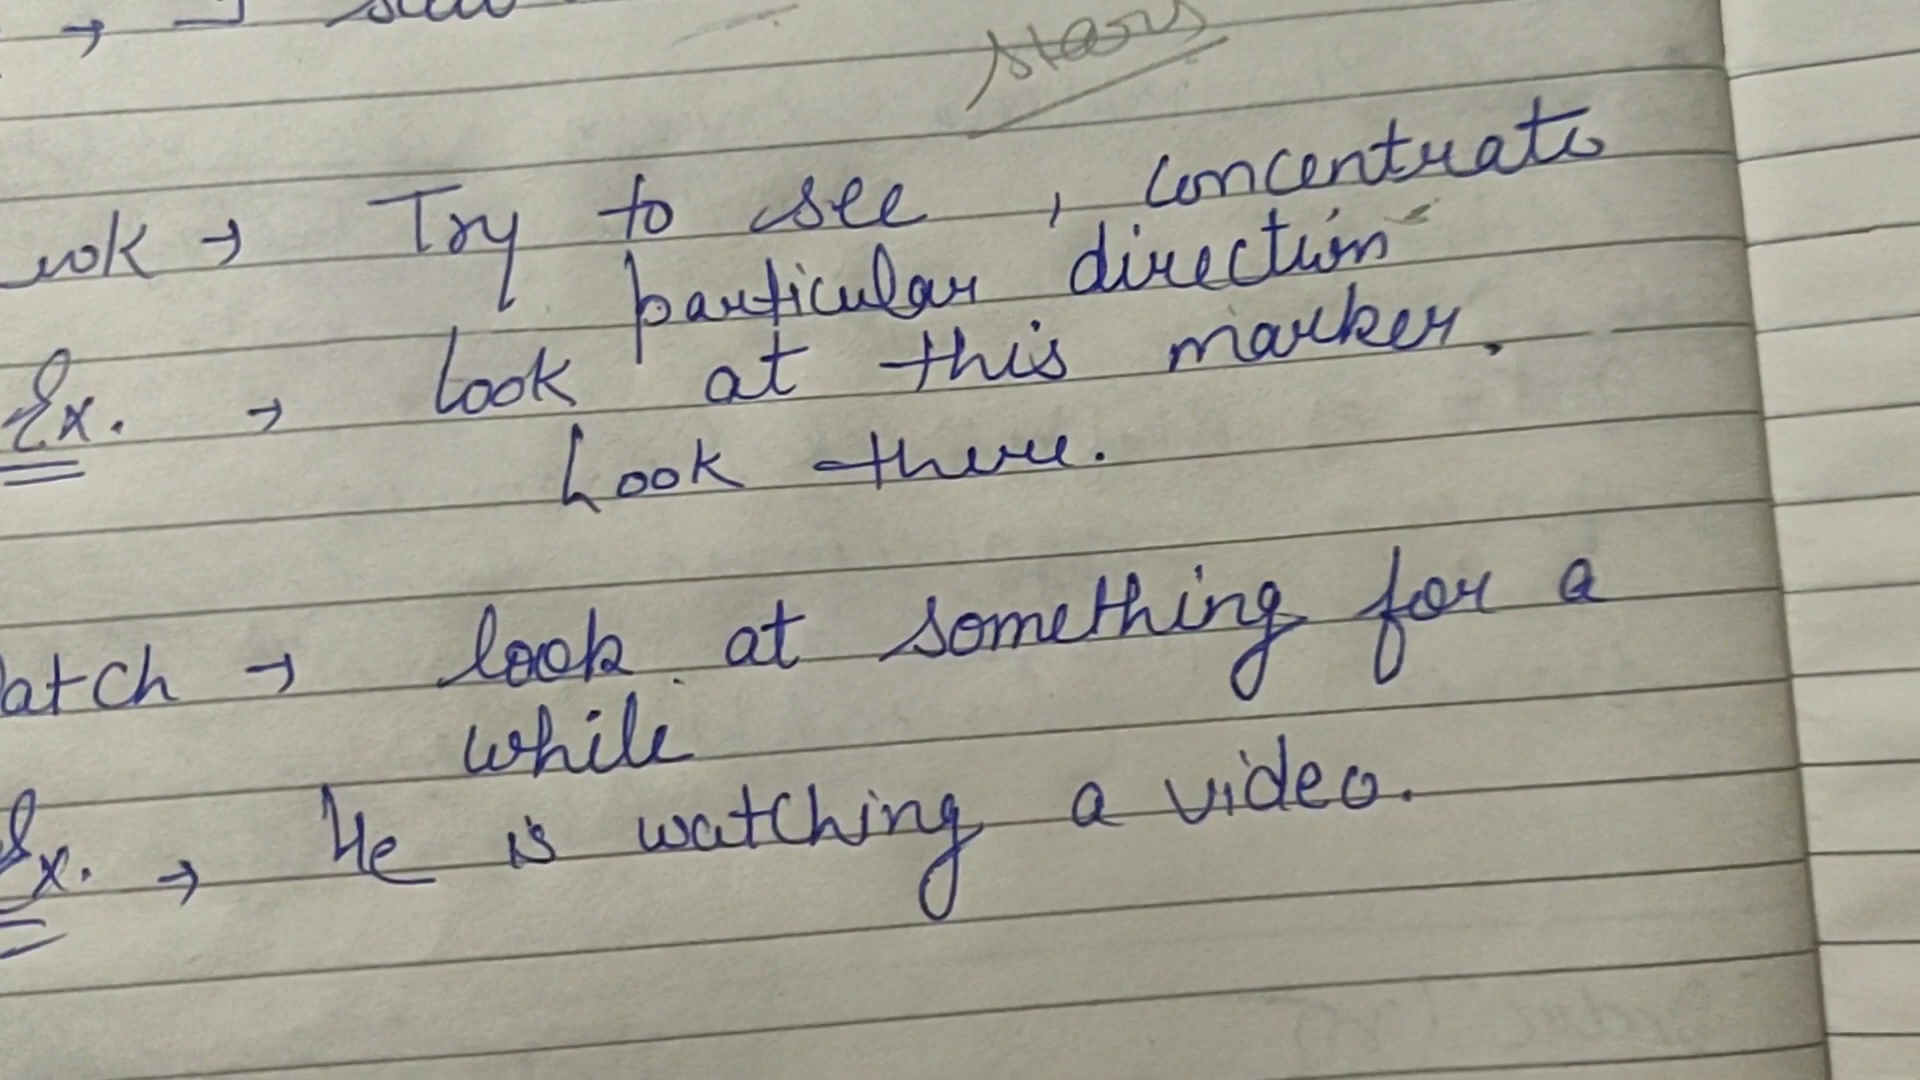 stars
ook → Try to see , concentrate
particular direction
Ex. → Look at this marker.
Look there.
atch → look at something for a
while
Ex. → He is watching a video.